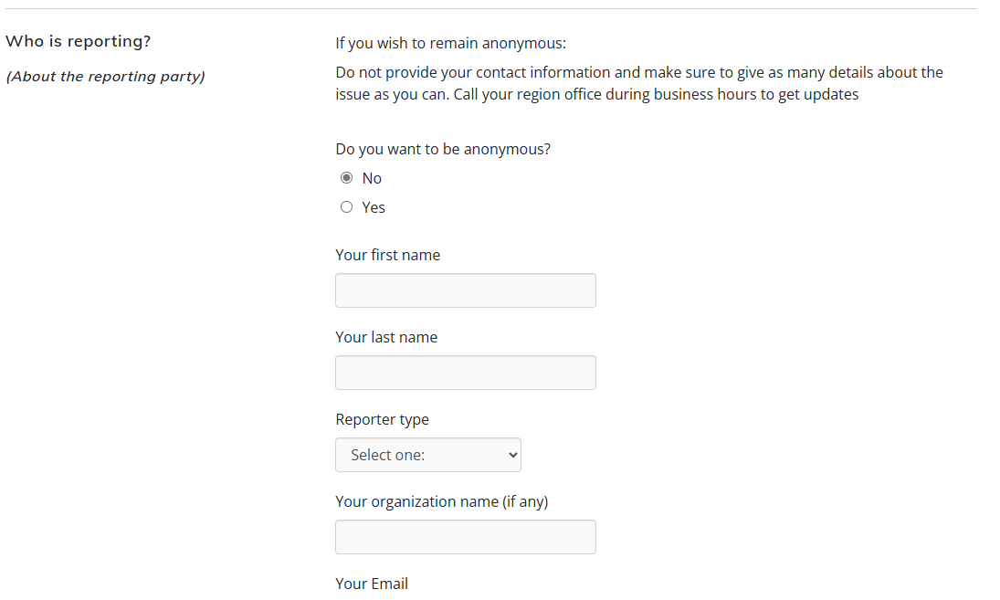 Who is reporting?
(About the reporting party)
If you wish to remain anonymous:
Do not provide your contact information and make sure to give as many details about the
issue as you can. Call your region office during business hours to get updates
Do you want to be anonymous?
No
Yes
Your first name
Your last name
Reporter type
Select one:
Your organization name (if any)
Your Email